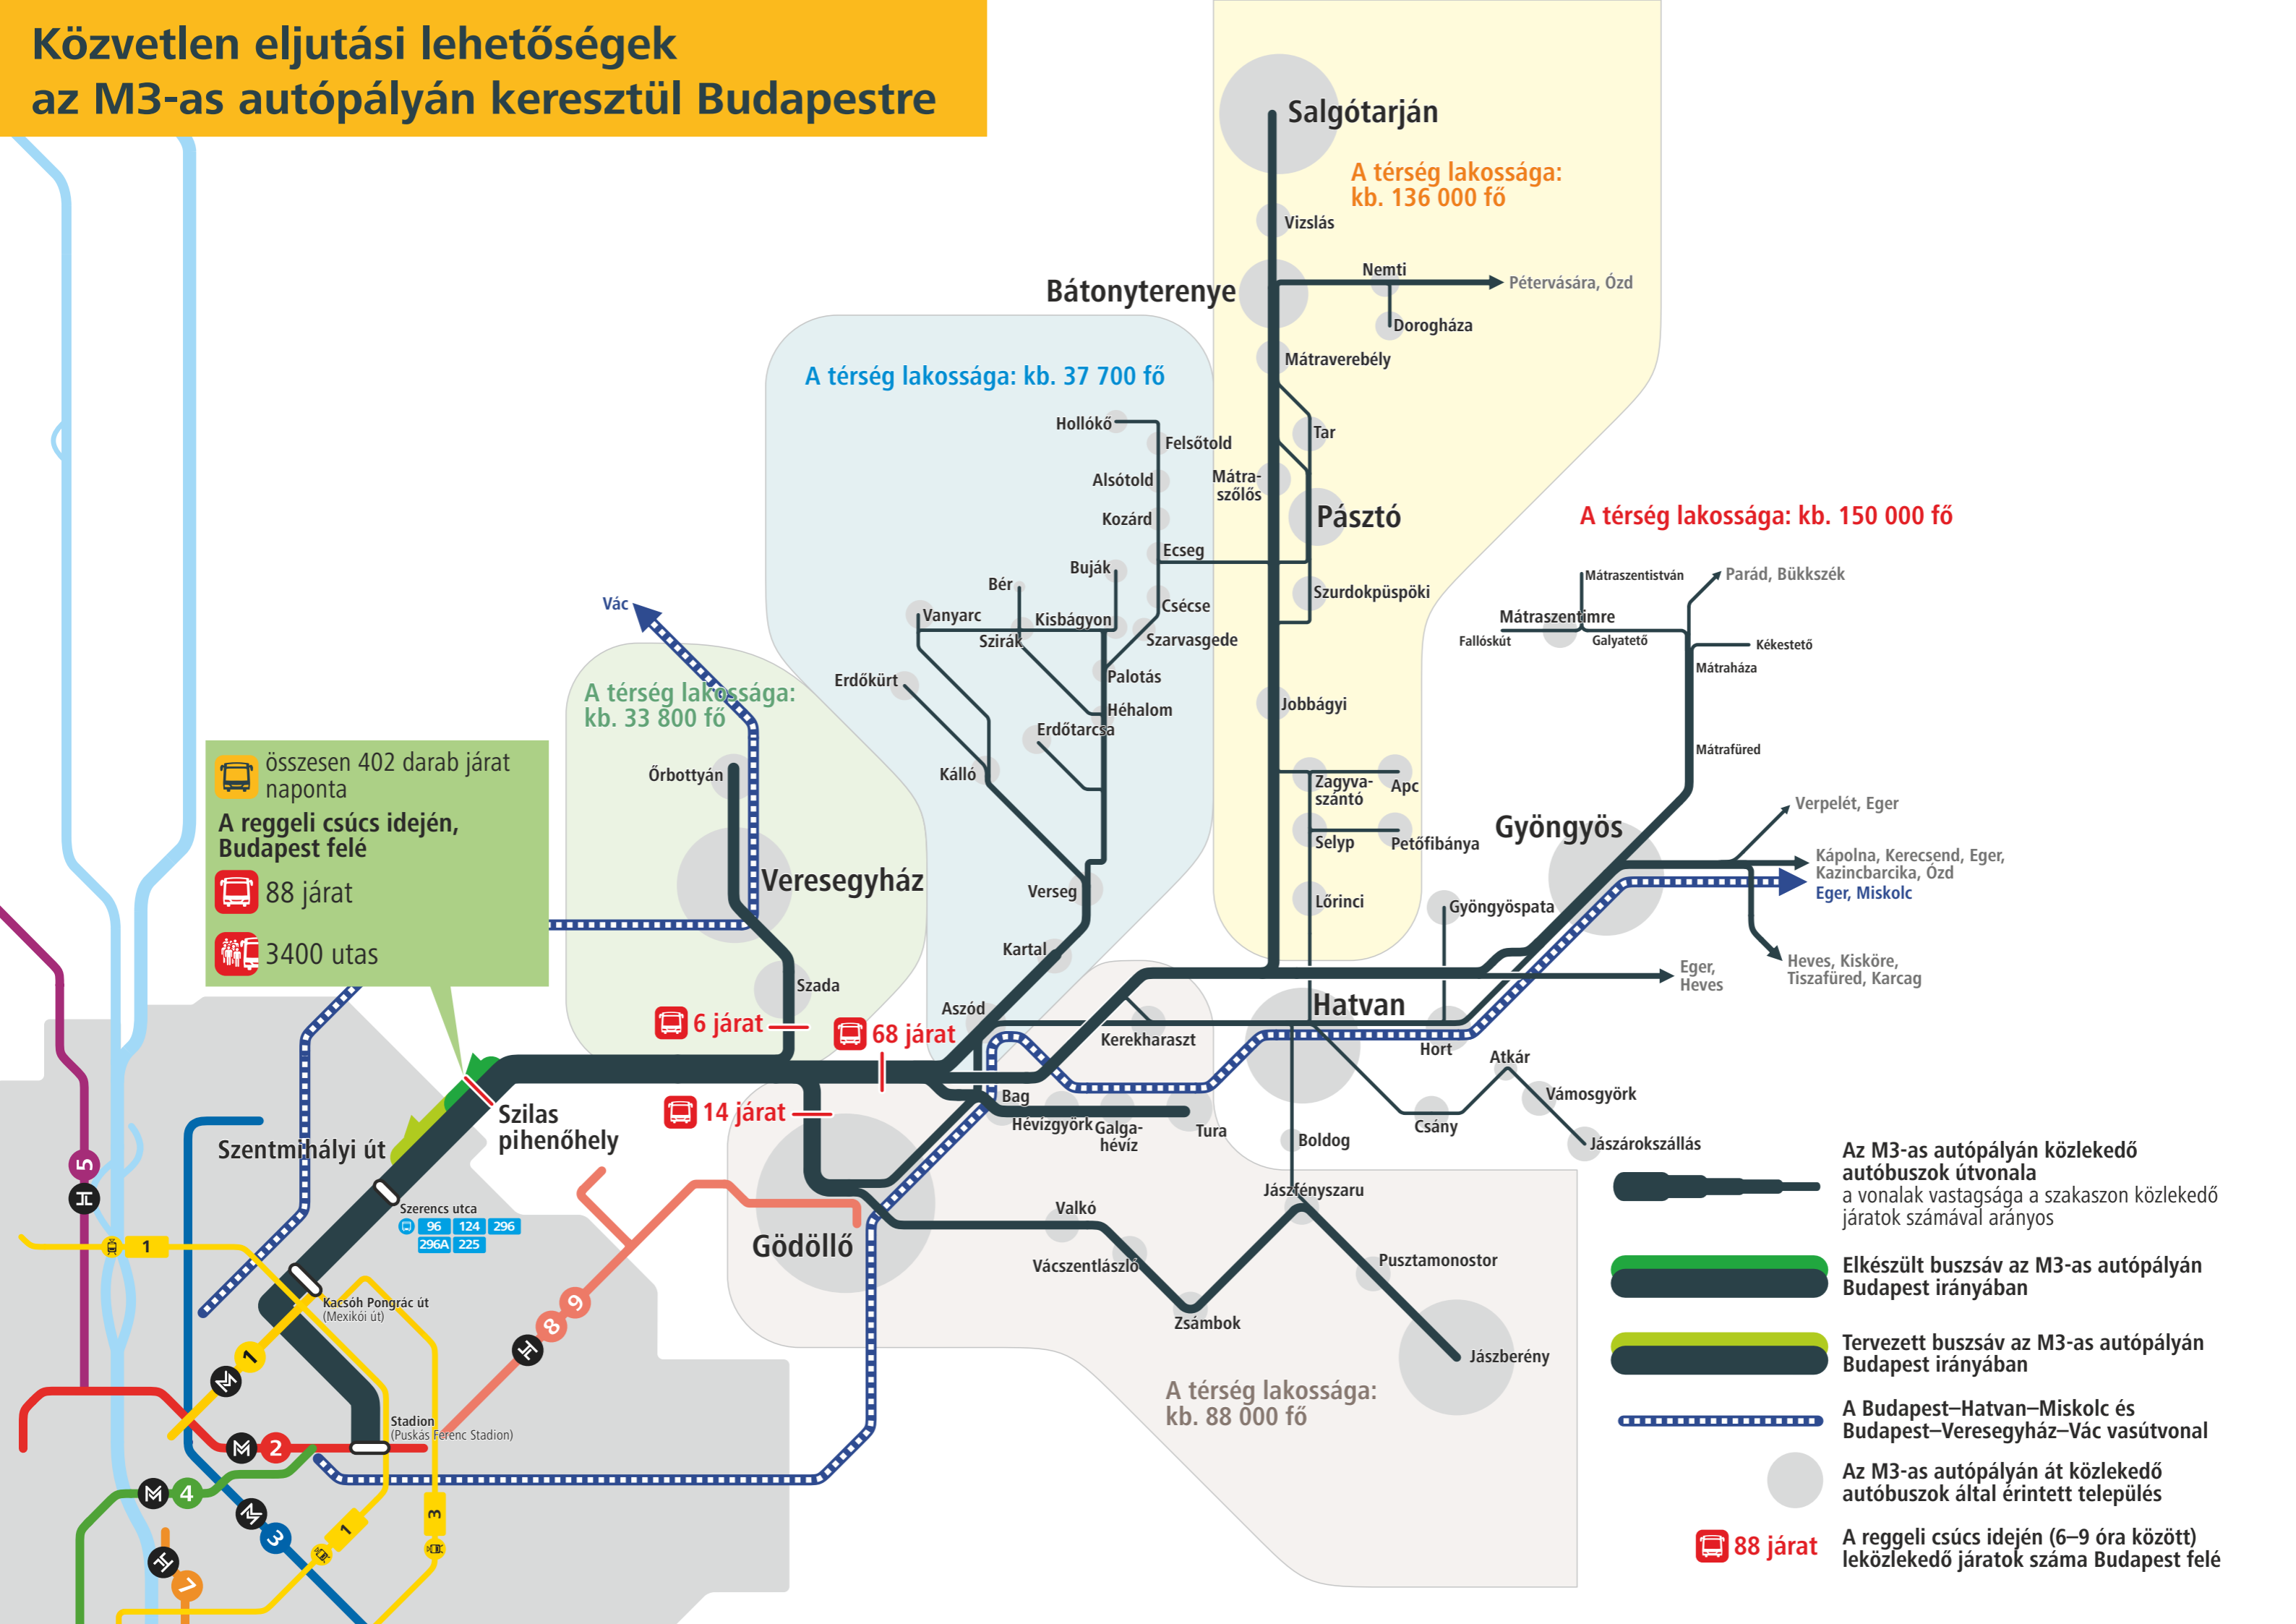 Közvetlen eljutási lehetőségek
az M3-as autópályán keresztül Budapestre
Salgótarján
A térség lakossága:
kb. 136 000 fő
Vizslás
Bátonyterenye
Nemti
Pétervására, Ózd
Dorogháza
Mátraverebély
Tar
Mátra-
szőlős
Pásztó
Szurdokpüspöki
Jobbágyi
Zagyva-
szántó
Apc
Selyp
Petőfibánya
Lőrinci
A térség lakossága: kb. 37 700 fő
Hollókő
Felsőtold
Alsótold
Kozárd
Ecseg
Buják
Bér
Csécse
Vanyarc
Kisbágyon
Szirák
Szarvasgede
Palotás
Erdőkürt
Héhalom
Erdőtarcsa
Kálló
Verseg
Kartal
Aszód
A térség lakossága: kb. 150 000 fő
Mátraszentistván
Parád, Bükkszék
Mátraszentimre
Fallóskút
Galyatető
Kékestető
Mátraháza
Mátrafüred
Gyöngyös
Verpelét, Eger
Kápolna, Kerecsend, Eger,
Kazincbarcika, Ózd
Eger, Miskolc
Gyöngyöspata
Heves, Kisköre,
Tiszafüred, Karcag
Eger,
Heves
Vác
A térség lakossága:
kb. 33 800 fő
Őrbottyán
Veresegyház
Szada
6 járat
68 járat
14 járat
összesen 402 darab járat
naponta
A reggeli csúcs idején,
Budapest felé
88 járat
3400 utas
Hatvan
Kerekharaszt
Hort
Atkár
Vámosgyörk
Csány
Jászárokszállás
Boldog
Bag
Hévízgyörk
Galga-
hévíz
Tura
Jászfényszaru
Valkó
Vácszentlászló
Zsámbok
Pusztamonostor
Jászberény
Gödöllő
A térség lakossága:
kb. 88 000 fő
Szilas
pihenőhely
Szentmihályi út
Szerencs utca
96 124 296
296A 225
Kacsóh Pongrác út
(Mexikói út)
Stadion
(Puskás Ferenc Stadion)
5
H
1
M 1
H 8 9
M 2
M 4
M 3
1
3
H 7
Az M3-as autópályán közlekedő
autóbuszok útvonala
a vonalak vastagsága a szakaszon közlekedő
járatok számával arányos
Elkészült buszsáv az M3-as autópályán
Budapest irányában
Tervezett buszsáv az M3-as autópályán
Budapest irányában
A Budapest–Hatvan–Miskolc és
Budapest–Veresegyház–Vác vasútvonal
Az M3-as autópályán át közlekedő
autóbuszok által érintett település
88 járat
A reggeli csúcs idején (6–9 óra között)
leközlekedő járatok száma Budapest felé